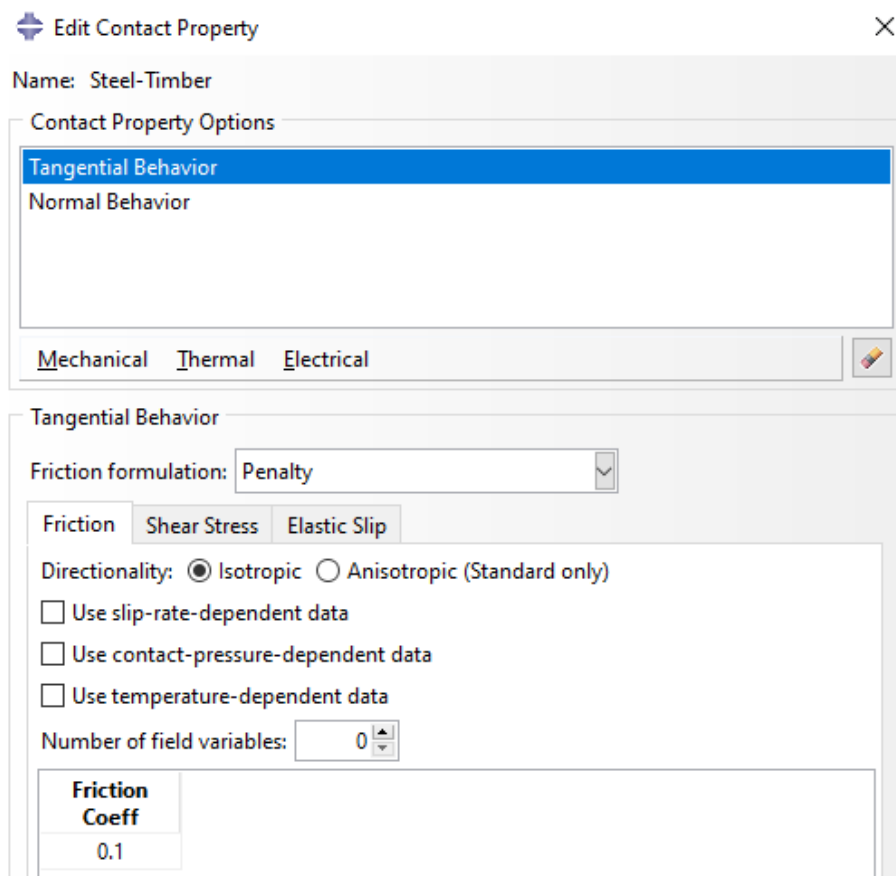 Edit Contact Property
Name: Steel-Timber
Contact Property Options
Tangential Behavior
Normal Behavior
Mechanical Thermal Electrical
Tangential Behavior
Friction formulation: Penalty
Friction Shear Stress Elastic Slip
Directionality: Isotropic Anisotropic (Standard only)
Use slip-rate-dependent data
Use contact-pressure-dependent data
Use temperature-dependent data
Number of field variables: 0
Friction
Coeff
0.1